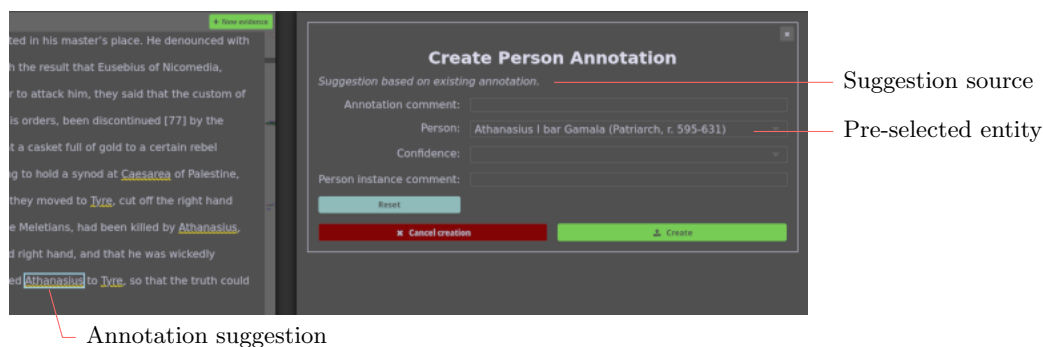 + New evidence
ted in his master's place. He denounced with
h the result that Eusebius of Nicomedia,
r to attack him, they said that the custom of
is orders, been discontinued [77] by the
t a casket full of gold to a certain rebel
ng to hold a synod at Caesarea of Palestine,
they moved to Tyre, cut off the right hand
e Meletians, had been killed by Athanasius,
d right hand, and that he was wickedly
ed Athanasius to Tyre, so that the truth could
Create Person Annotation
Suggestion based on existing annotation.
Annotation comment:
Person: Athanasius I bar Gamala (Patriarch, r. 595-631)
Confidence:
Person instance comment:
Reset
Cancel creation
Create
Suggestion source
Pre-selected entity
Annotation suggestion